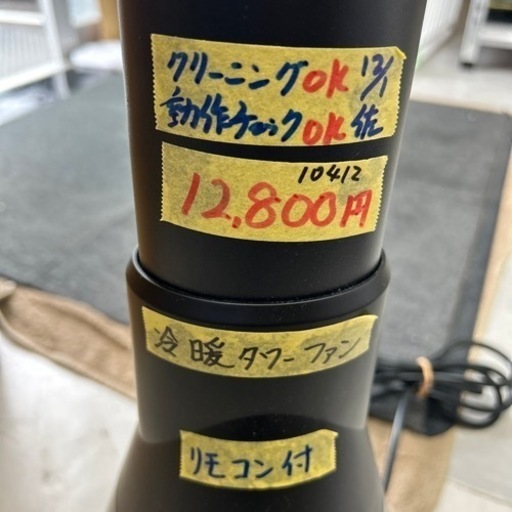 クリーニングOK 12/1
動作チェックOK 佐
10412
12,800円
冷暖タワーファン
リモコン付